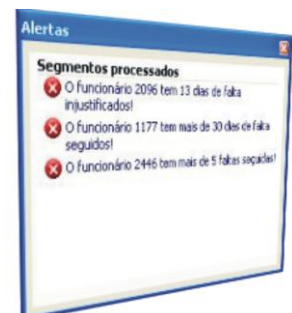 Alertas
Segmentos processados
O funcionário 2096 tem 13 dias de falta
injustificados!
O funcionário 1177 tem mais de 30 dias de falta
seguidos!
O funcionário 2446 tem mais de 5 faltas seguidas!